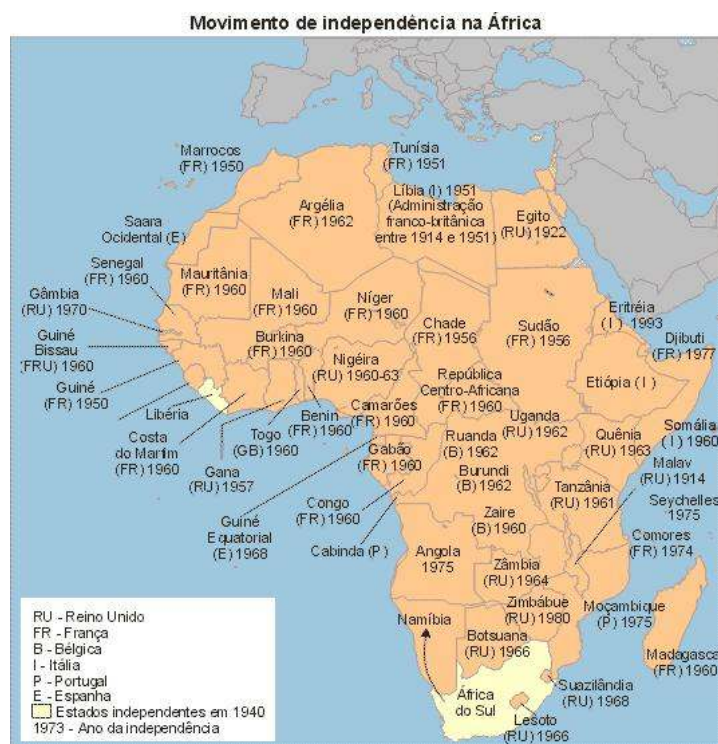 Movimento de independência na África
Marrocos
(FR) 1950
Tunísia
(FR) 1951
Argélia
(FR) 1962
Líbia (I) 1951
(Administração
franco-britânica
entre 1914 e 1951)
Egito
(RU) 1922
Saara
Ocidental (E)
Senegal
(FR) 1960
Mauritânia
(FR) 1960
Mali
(FR) 1960
Níger
(FR) 1960
Chade
(FR) 1956
Sudão
(FR) 1956
Eritréia
( I ) 1993
Djibuti
(FR) 1977
Gâmbia
(RU) 1970
Guiné
Bissau
(FRU) 1960
Guiné
(FR) 1950
Libéria
Costa
do Marfim
(FR) 1960
Burkina
(FR) 1960
Gana
(RU) 1957
Togo
(GB) 1960
Benin
(FR) 1960
Nigéira
(RU) 1960-63
Camarões
(FR) 1960
República
Centro-Africana
(FR) 1960
Etiópia ( I )
Somália
( I ) 1960
Uganda
(RU) 1962
Quênia
(RU) 1963
Ruanda
(B) 1962
Burundi
(B) 1962
Gabão
(FR) 1960
Congo
(FR) 1960
Guiné
Equatorial
(E) 1968
Cabinda (P)
Malav
(RU) 1914
Tanzânia
(RU) 1961
Seychelles
1975
Zaire
(B) 1960
Comores
(FR) 1974
Angola
1975
Zâmbia
(RU) 1964
Zimbábue
(RU) 1980
Moçambique
(P) 1975
Namíbia
Botsuana
(RU) 1966
Madagasca
(FR) 1960
África
do Sul
Suazilândia
(RU) 1968
Lesoto
(RU) 1966
RU - Reino Unido
FR - França
B - Bélgica
I - Itália
P - Portugal
E - Espanha
Estados independentes em 1940
1973 - Ano da independência